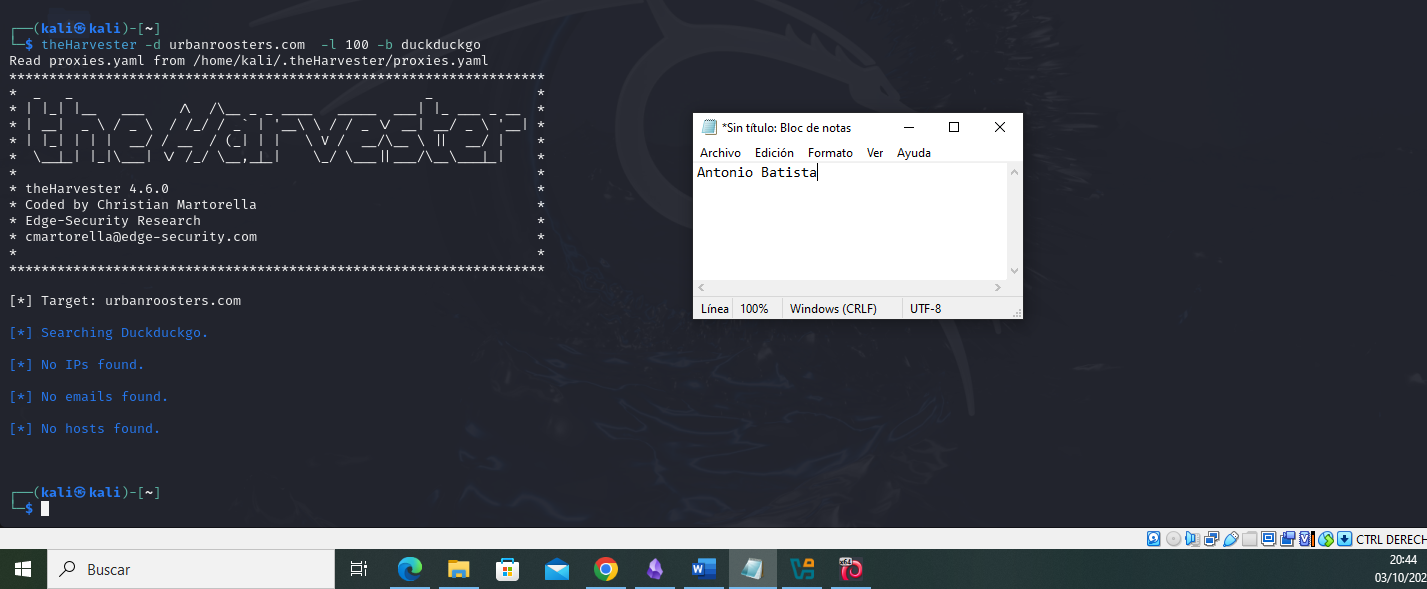 ┌──(kali㉿kali)-[~]
└─$ theHarvester -d urbanroosters.com  -l 100 -b duckduckgo
Read proxies.yaml from /home/kali/.theHarvester/proxies.yaml
*******************************************************************
theHarvester
* theHarvester 4.6.0 *
* Coded by Christian Martorella *
* Edge-Security Research *
* cmartorella@edge-security.com *
* *
*******************************************************************
[*] Target: urbanroosters.com
[*] Searching Duckduckgo.
[*] No IPs found.
[*] No emails found.
[*] No hosts found.
┌──(kali㉿kali)-[~]
└─$
*Sin título: Bloc de notas
Archivo Edición Formato Ver Ayuda
Antonio Batista
Línea 100% Windows (CRLF) UTF-8
CTRL DERECH
Buscar
20:44
03/10/202